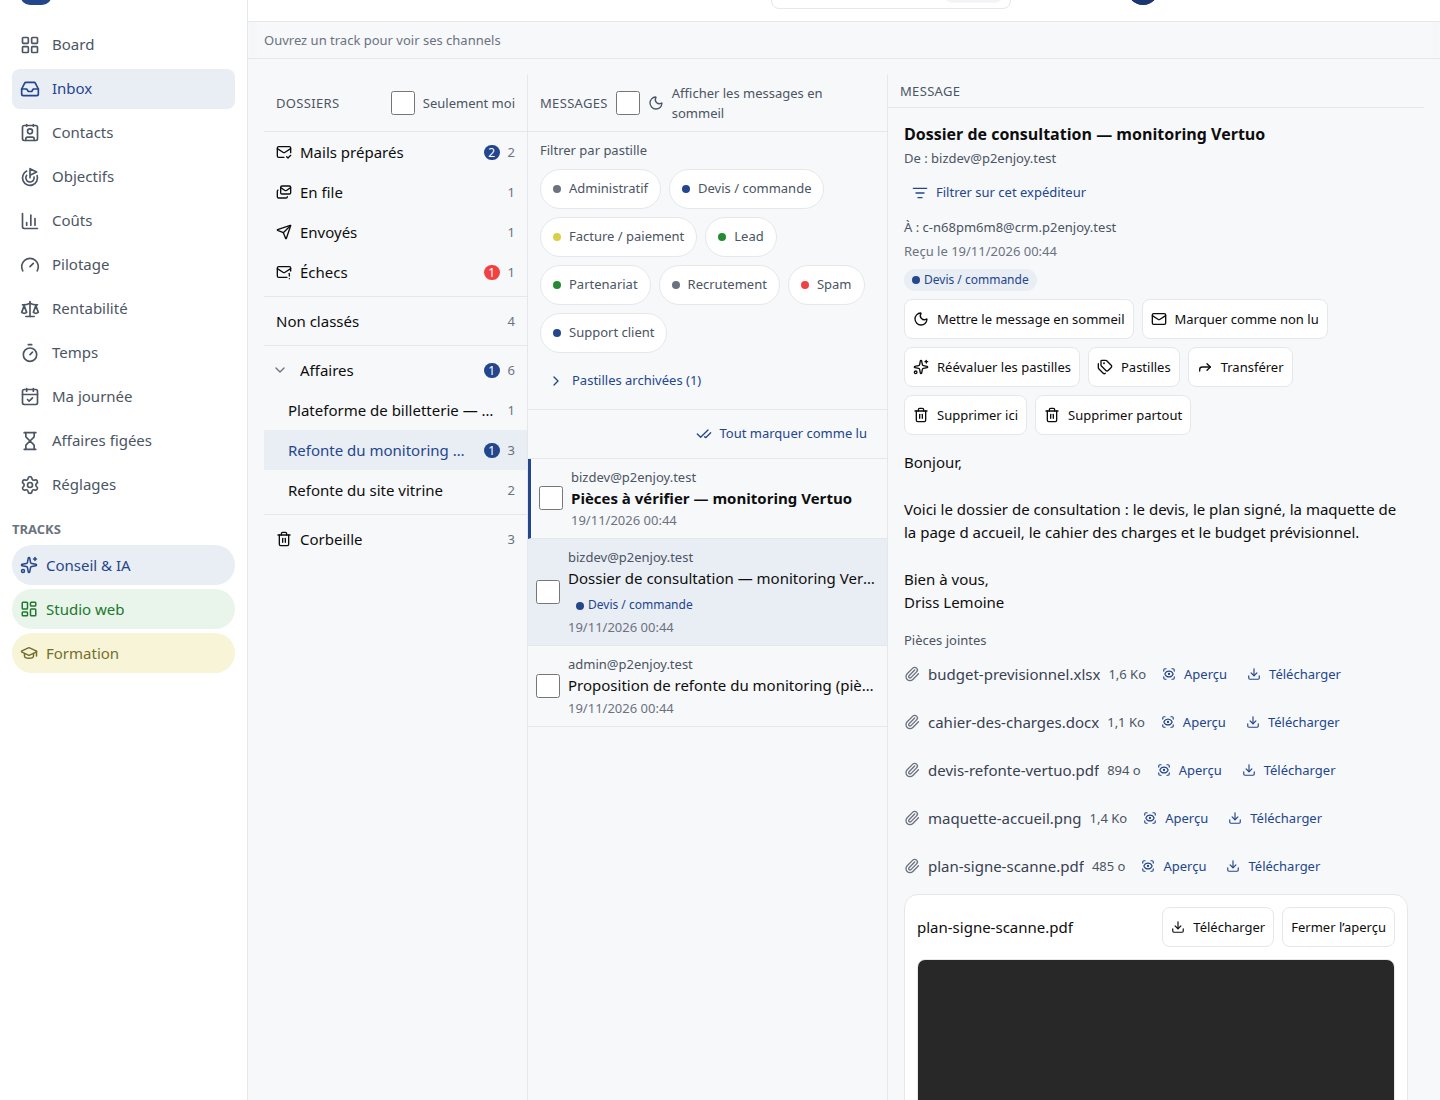 Board
Inbox
Contacts
Objectifs
Coûts
Pilotage
Rentabilité
Temps
Ma journée
Affaires figées
Réglages
TRACKS
Conseil & IA
Studio web
Formation
Ouvrez un track pour voir ses channels
DOSSIERS
Seulement moi
Mails préparés 2 2
En file 1
Envoyés 1
Échecs 1 1
Non classés 4
Affaires 1 6
Plateforme de billetterie — ... 1
Refonte du monitoring ... 1 3
Refonte du site vitrine 2
Corbeille 3
MESSAGES
Afficher les messages en
sommeil
Filtrer par pastille
Administratif
Devis / commande
Facture / paiement
Lead
Partenariat
Recrutement
Spam
Support client
Pastilles archivées (1)
Tout marquer comme lu
bizdev@p2enjoy.test
Pièces à vérifier — monitoring Vertuo
19/11/2026 00:44
bizdev@p2enjoy.test
Dossier de consultation — monitoring Ver...
Devis / commande
19/11/2026 00:44
admin@p2enjoy.test
Proposition de refonte du monitoring (piè...
19/11/2026 00:44
MESSAGE
Dossier de consultation — monitoring Vertuo
De : bizdev@p2enjoy.test
Filtrer sur cet expéditeur
À : c-n68pm6m8@crm.p2enjoy.test
Reçu le 19/11/2026 00:44
Devis / commande
Mettre le message en sommeil
Marquer comme non lu
Réévaluer les pastilles
Pastilles
Transférer
Supprimer ici
Supprimer partout
Bonjour,
Voici le dossier de consultation : le devis, le plan signé, la maquette de
la page d accueil, le cahier des charges et le budget prévisionnel.
Bien à vous,
Driss Lemoine
Pièces jointes
budget-previsionnel.xlsx 1,6 Ko Aperçu Télécharger
cahier-des-charges.docx 1,1 Ko Aperçu Télécharger
devis-refonte-vertuo.pdf 894 o Aperçu Télécharger
maquette-accueil.png 1,4 Ko Aperçu Télécharger
plan-signe-scanne.pdf 485 o Aperçu Télécharger
plan-signe-scanne.pdf
Télécharger
Fermer l'aperçu